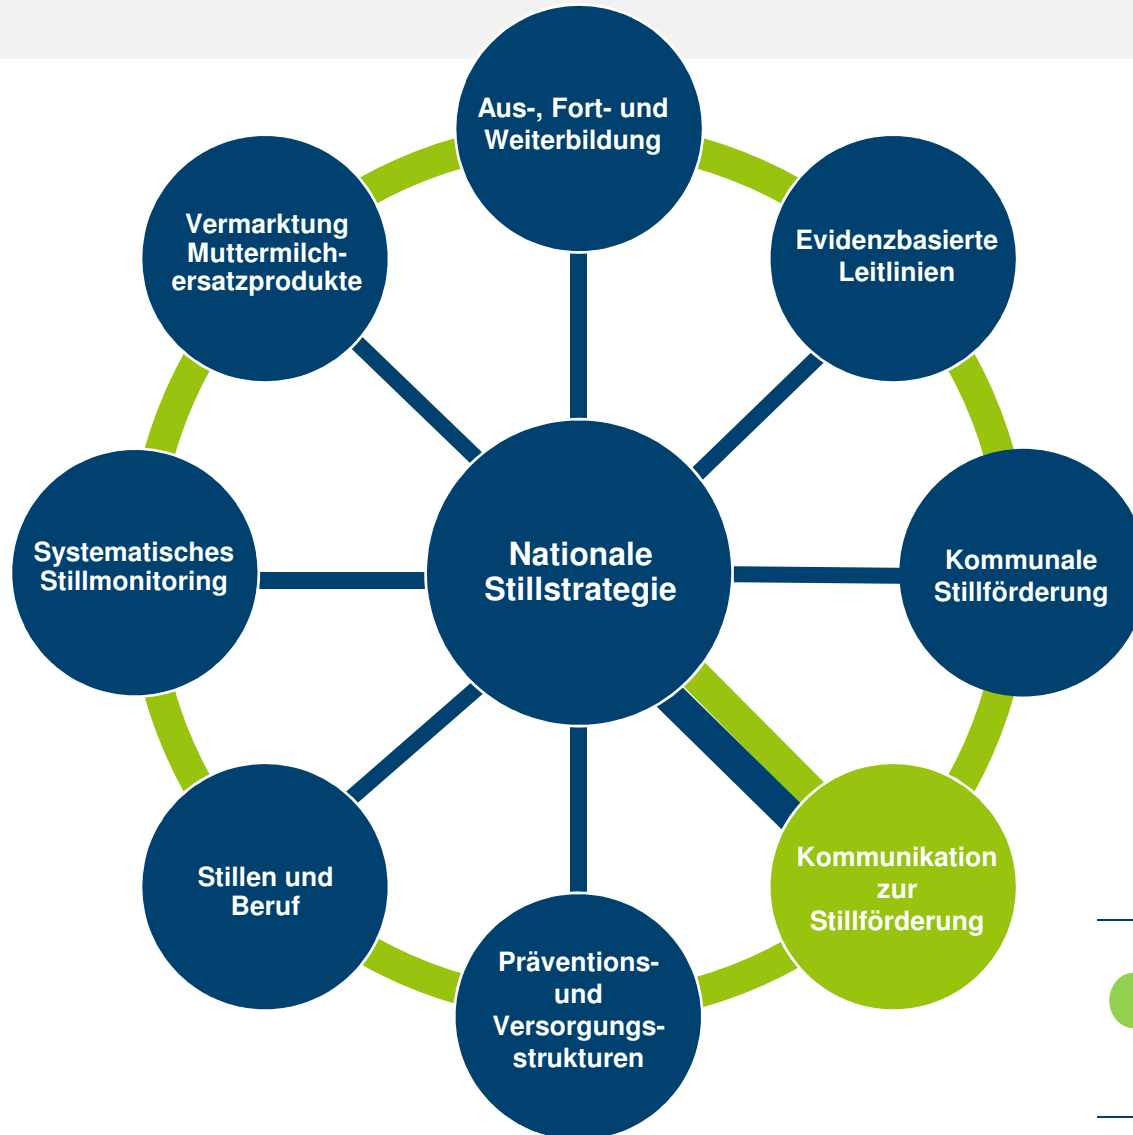 Aus-, Fort- und
Weiterbildung
Vermarktung
Muttermilch-
ersatzprodukte
Evidenzbasierte
Leitlinien
Systematisches
Stillmonitoring
Nationale
Stillstrategie
Kommunale
Stillförderung
Stillen und
Beruf
Kommunikation
zur
Stillförderung
Präventions-
und
Versorgungs-
strukturen